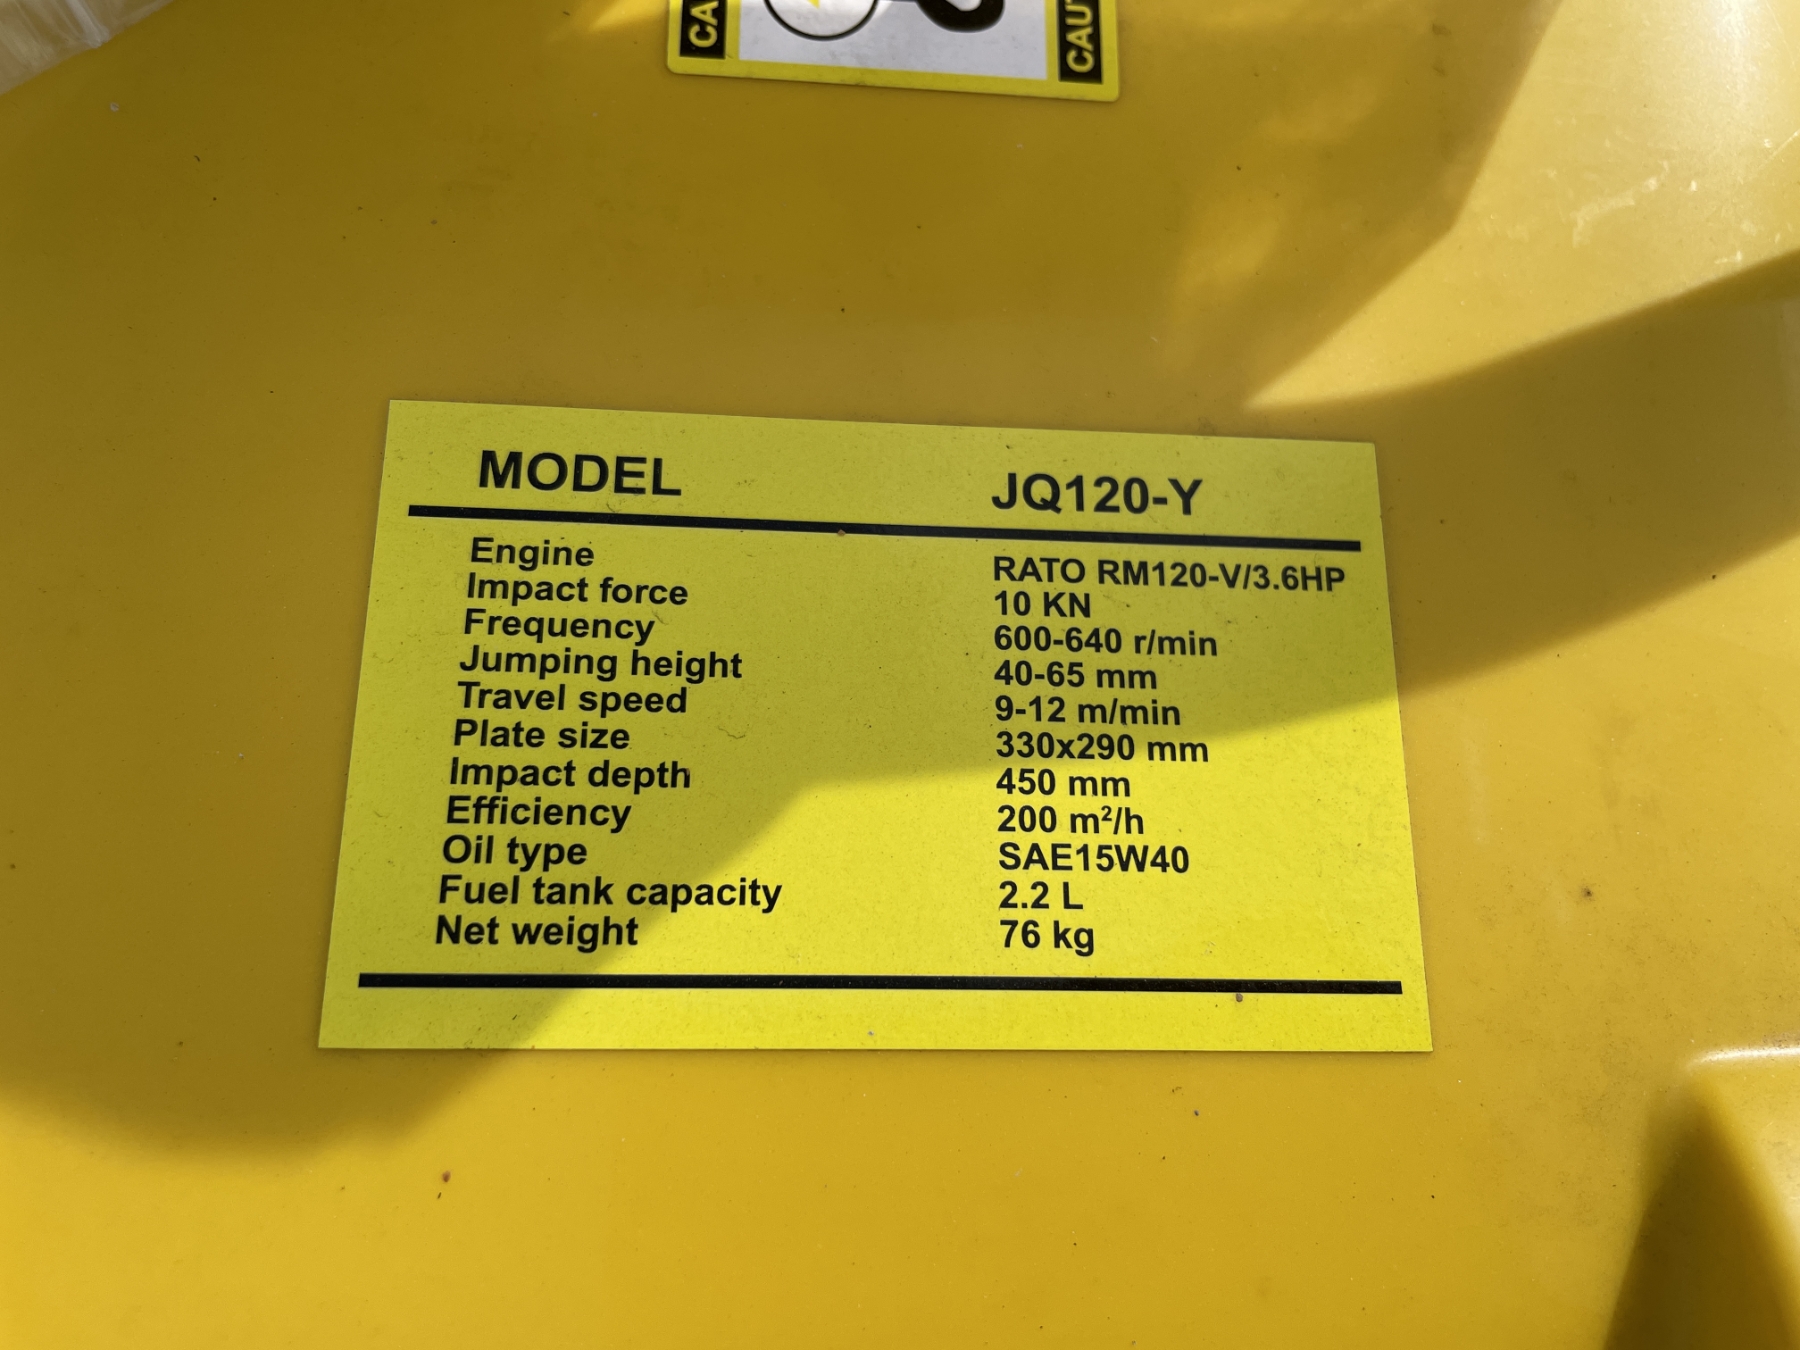 MODEL JQ120-Y
Engine RATO RM120-V/3.6HP
Impact force 10 KN
Frequency 600-640 r/min
Jumping height 40-65 mm
Travel speed 9-12 m/min
Plate size 330x290 mm
Impact depth 450 mm
Efficiency 200 m²/h
Oil type SAE15W40
Fuel tank capacity 2.2 L
Net weight 76 kg